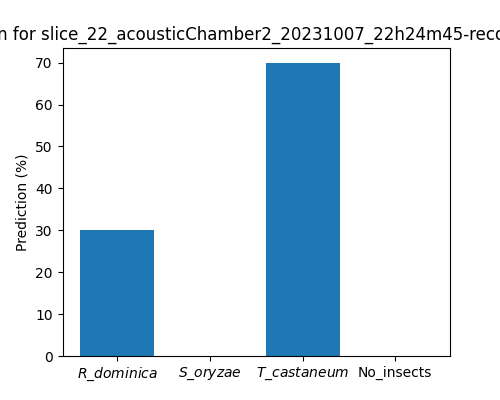 n for slice_22_acousticChamber2_20231007_22h24m45-reco
70
60
50
40
30
20
10
0
Prediction (%)
R_dominica
S_oryzae
T_castaneum
No_insects